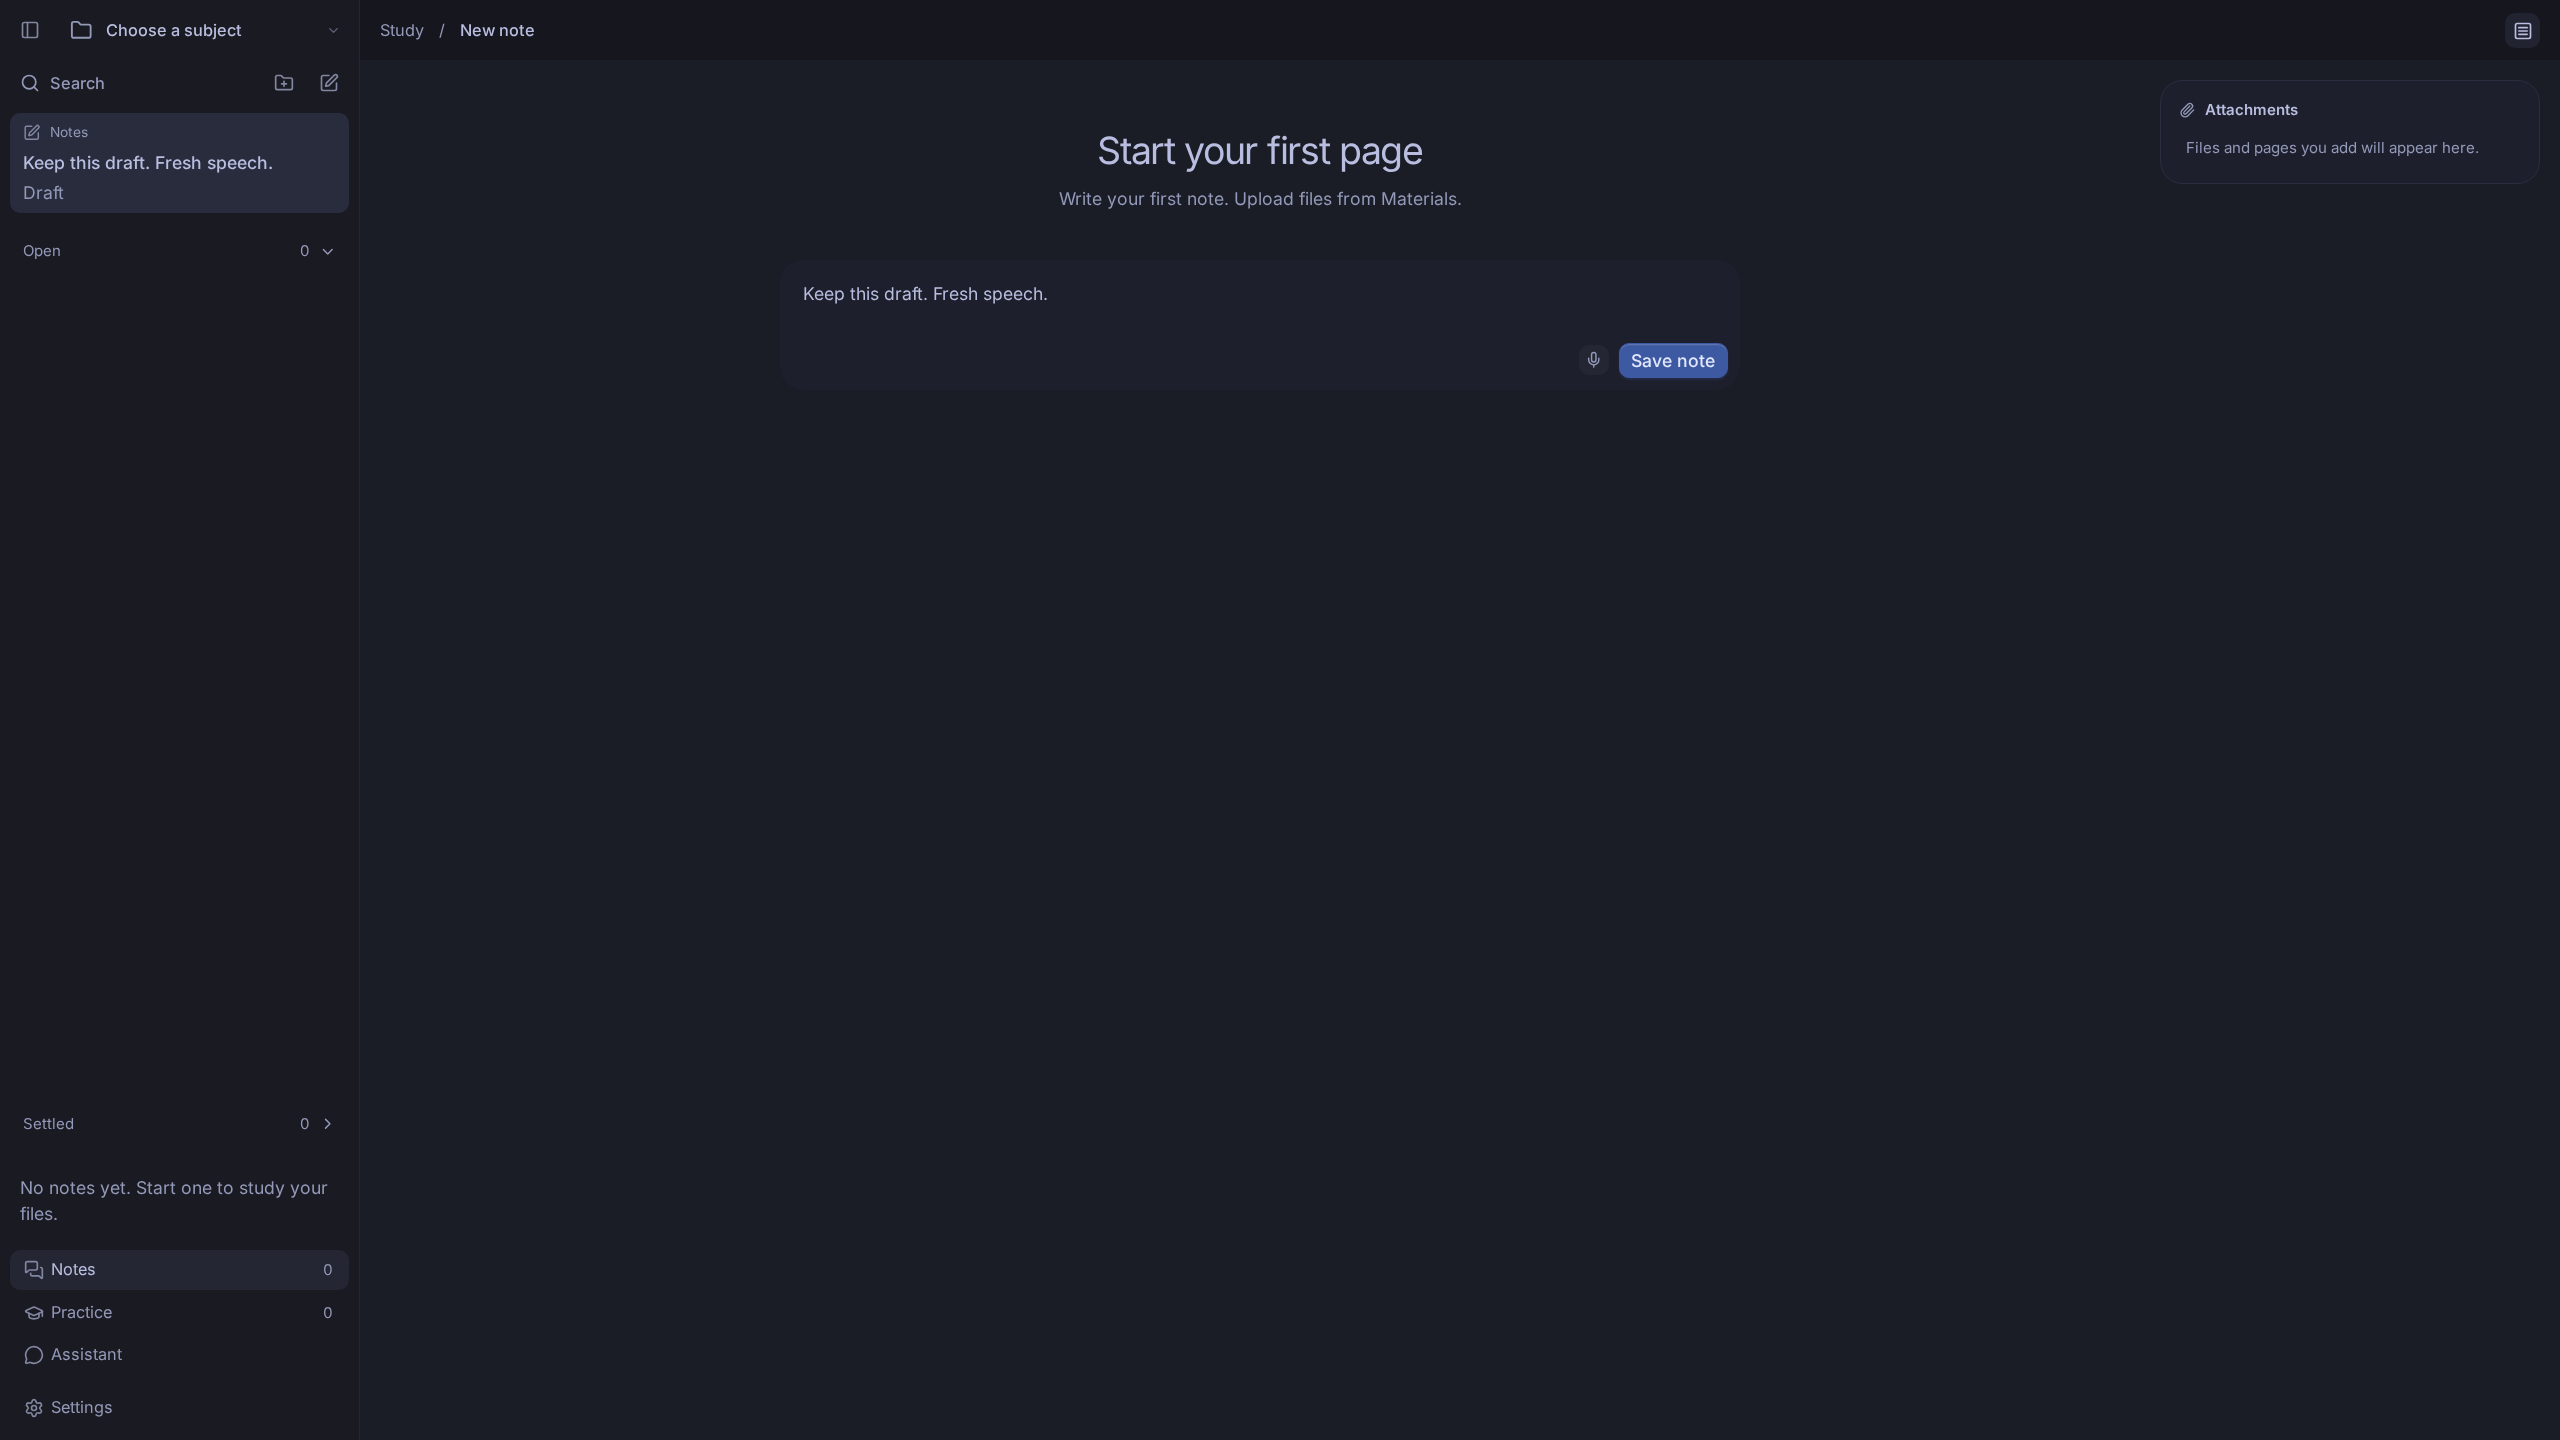 Choose a subject
Search
Notes
Keep this draft. Fresh speech.
Draft
Open 0
Settled 0
No notes yet. Start one to study your
files.
Notes 0
Practice 0
Assistant
Settings
Study / New note
Start your first page
Write your first note. Upload files from Materials.
Keep this draft. Fresh speech.
Save note
Attachments
Files and pages you add will appear here.